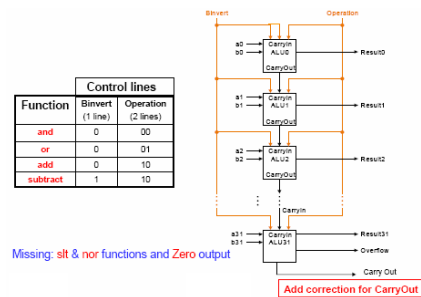 Control lines
Function Binvert (1 line) Operation (2 lines)
and 0 00
or 0 01
add 0 10
subtract 1 10
Missing: slt & nor functions and Zero output
Binvert Operation
a0
b0
CarryIn
ALU0
CarryOut
Result0
a1
b1
CarryIn
ALU1
CarryOut
Result1
a2
b2
CarryIn
ALU2
CarryOut
Result2
CarryIn
a31
b31
CarryIn
ALU31
Result31
Overflow
Carry Out
Add correction for CarryOut